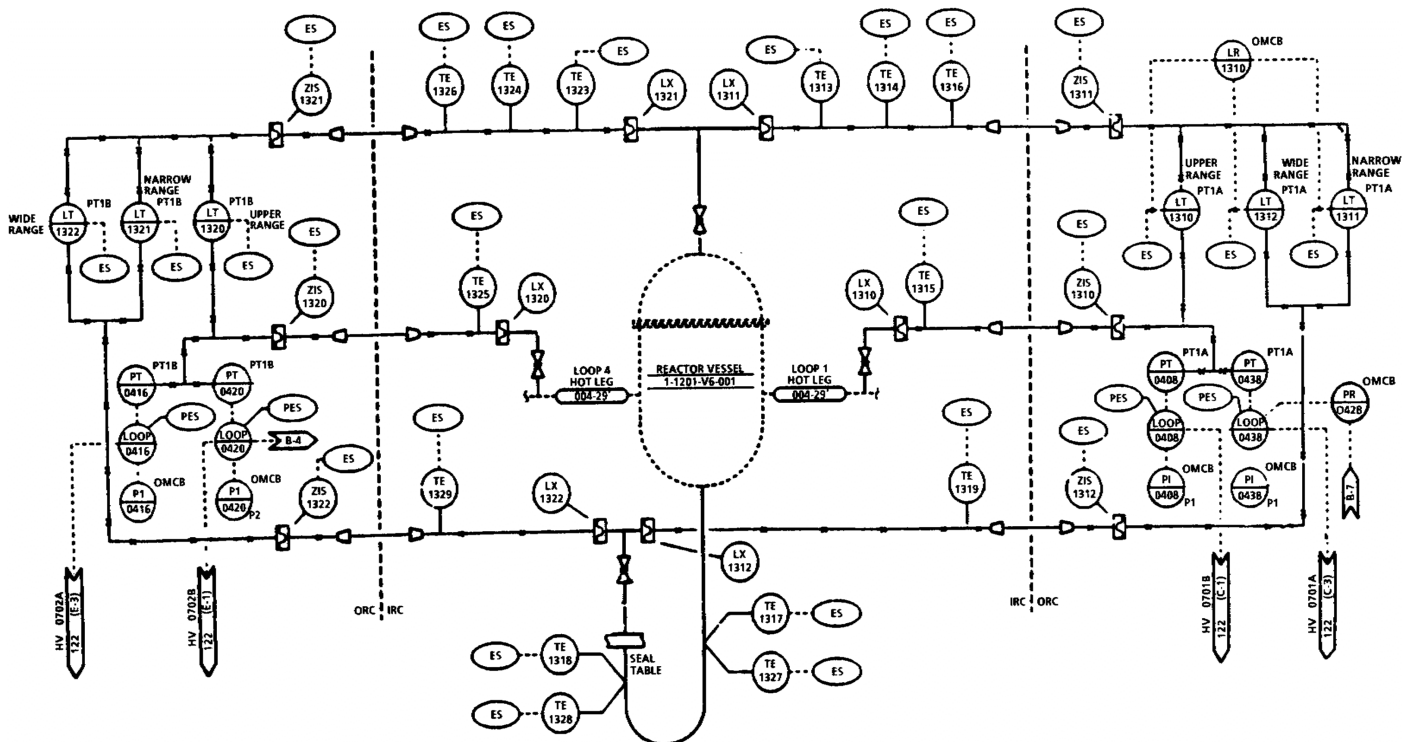 ES
ES
ES
ES
ES
ES
ES
ES
LR
1310
OMCB
ZIS
1321
TE
1326
TE
1324
TE
1323
LX
1321
LX
1311
TE
1313
TE
1314
TE
1316
ZIS
1311
NARROW
RANGE
PT1B
PT1B
PT1B
WIDE
RANGE
LT
1322
LT
1321
LT
1320
UPPER
RANGE
ES
ES
ES
UPPER
RANGE
PT1A
WIDE
RANGE
PT1A
NARROW
RANGE
PT1A
LT
1310
LT
1312
LT
1311
ES
ES
ES
ES
ZIS
1320
ES
TE
1325
LX
1320
ES
TE
1315
LX
1310
ES
ZIS
1310
REACTOR VESSEL
1-1201-V6-001
LOOP 4
HOT LEG
004-29"
LOOP 1
HOT LEG
004-29"
PT
0416
PT1B
PT
0420
PT1B
PES
PES
LOOP
0416
LOOP
0420
B-4
P1
0416
OMCB
P1
0420
OMCB
P2
ES
ZIS
1322
ES
TE
1329
LX
1322
LX
1312
ES
TE
1319
ES
ZIS
1312
PT
0408
PT1A
PT
0438
PT1A
PES
PES
LOOP
0408
LOOP
0438
PR
0428
OMCB
PI
0408
OMCB
P1
PI
0438
OMCB
P1
B-7
HV 0702A
122 (E-3)
HV 0702B
122 (E-1)
ORC
IRC
IRC
ORC
HV 0701B
122 (C-1)
HV 0701A
122 (C-3)
SEAL
TABLE
ES
TE
1318
ES
TE
1328
TE
1317
ES
TE
1327
ES